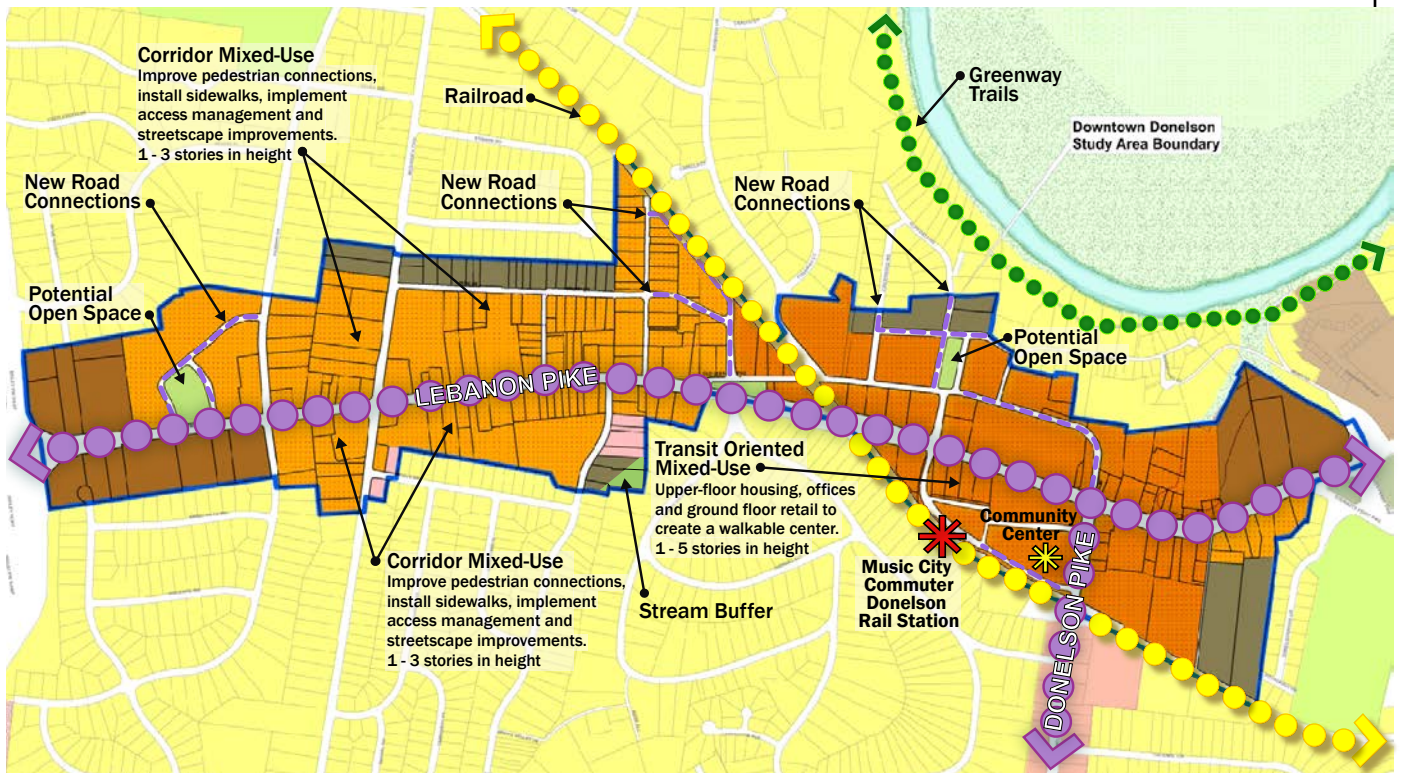 Corridor Mixed-Use
Improve pedestrian connections,
install sidewalks, implement
access management and
streetscape improvements.
1 - 3 stories in height
Railroad
Greenway
Trails
Downtown Donelson
Study Area Boundary
New Road
Connections
New Road
Connections
New Road
Connections
Potential
Open Space
Potential
Open Space
LEBANON PIKE
Transit Oriented
Mixed-Use
Upper-floor housing, offices
and ground floor retail to
create a walkable center.
1 - 5 stories in height
Community
Center
Corridor Mixed-Use
Improve pedestrian connections,
install sidewalks, implement
access management and
streetscape improvements.
1 - 3 stories in height
Stream Buffer
Music City
Commuter
Donelson
Rail Station
DONELSON PIKE